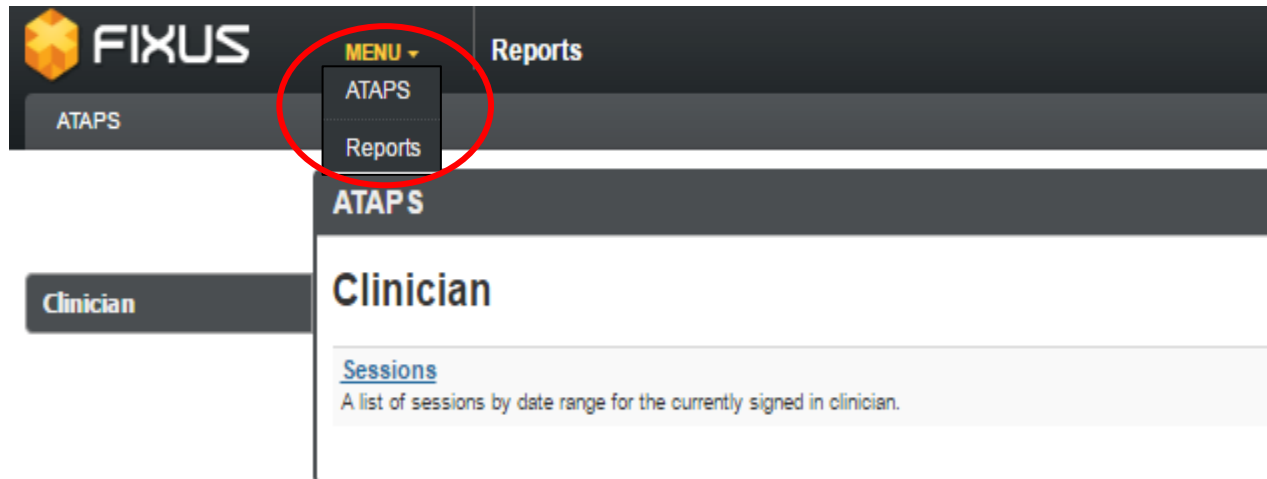 FIXUS
MENU Reports
ATAPS
ATAPS
Reports
ATAPS
Clinician
Clinician
Sessions
A list of sessions by date range for the currently signed in clinician.